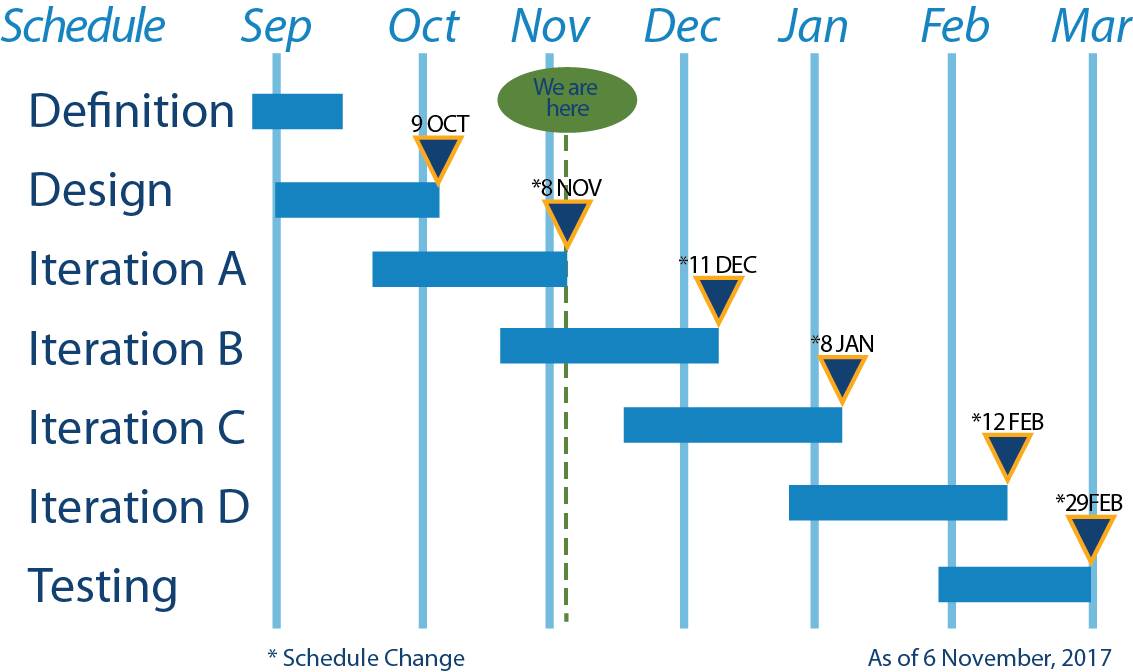 Schedule Sep Oct Nov Dec Jan Feb Mar
We are
here
Definition
9 OCT
Design
*8 NOV
Iteration A
*11 DEC
Iteration B
*8 JAN
Iteration C
*12 FEB
Iteration D
*29FEB
Testing
* Schedule Change
As of 6 November, 2017